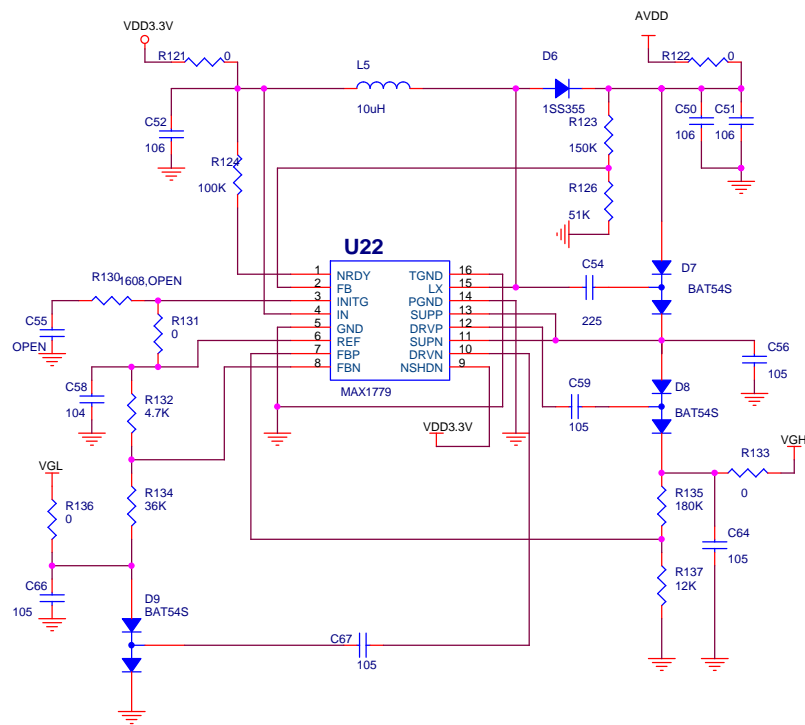 VDD3.3V
AVDD
R121
0
L5
D6
R122
0
10uH
1SS355
C52
106
R123
150K
C50
106
C51
106
R124
100K
R126
51K
U22
1
NRDY
TGND
16
2
FB
LX
15
3
INITG
PGND
14
4
IN
SUPP
13
5
GND
DRVP
12
6
REF
SUPN
11
7
FBP
DRVN
10
8
FBN
NSHDN
9
MAX1779
R130
1608,OPEN
C54
225
D7
BAT54S
C55
OPEN
R131
0
C58
104
R132
4.7K
C56
105
C59
105
D8
BAT54S
VDD3.3V
VGL
VGH
R133
0
R136
0
R134
36K
R135
180K
C64
105
C66
105
D9
BAT54S
R137
12K
C67
105